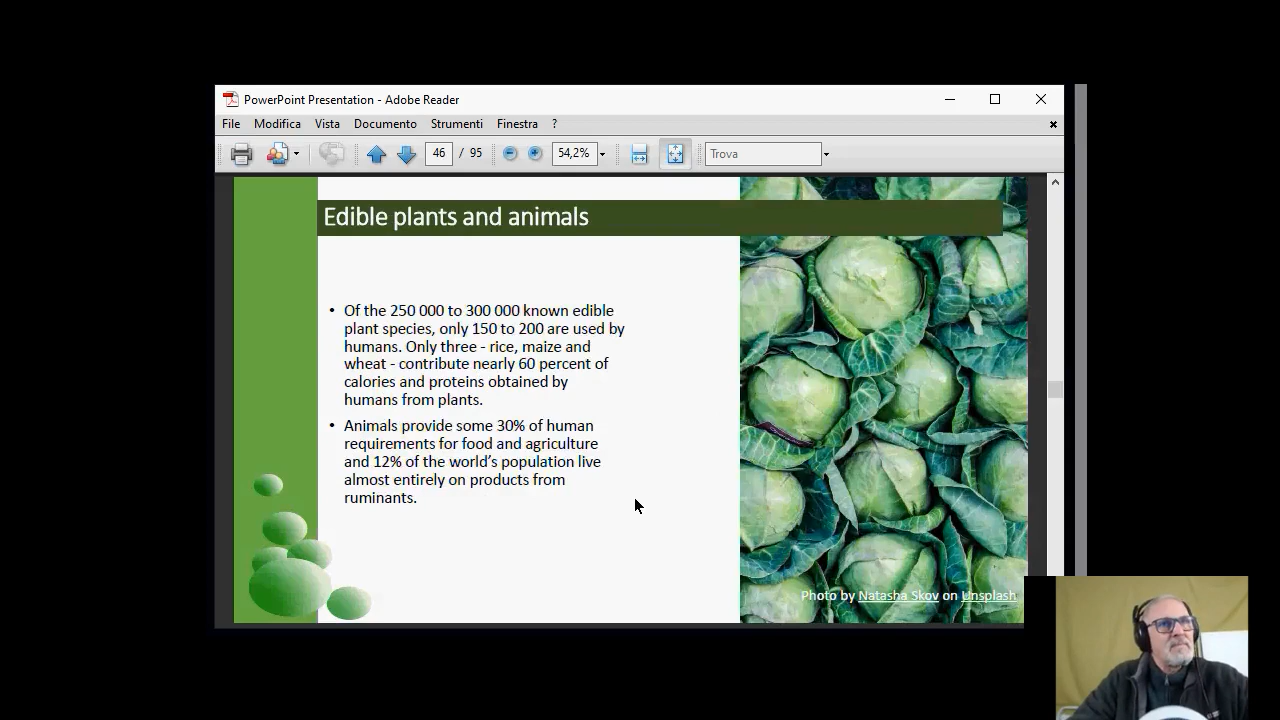 PowerPoint Presentation - Adobe Reader
File Modifica Vista Documento Strumenti Finestra ?
46 / 95 54,2% Trova
Edible plants and animals
• Of the 250 000 to 300 000 known edible
plant species, only 150 to 200 are used by
humans. Only three - rice, maize and
wheat - contribute nearly 60 percent of
calories and proteins obtained by
humans from plants.
• Animals provide some 30% of human
requirements for food and agriculture
and 12% of the world’s population live
almost entirely on products from
ruminants.
Photo by Natasha Skov on Unsplash